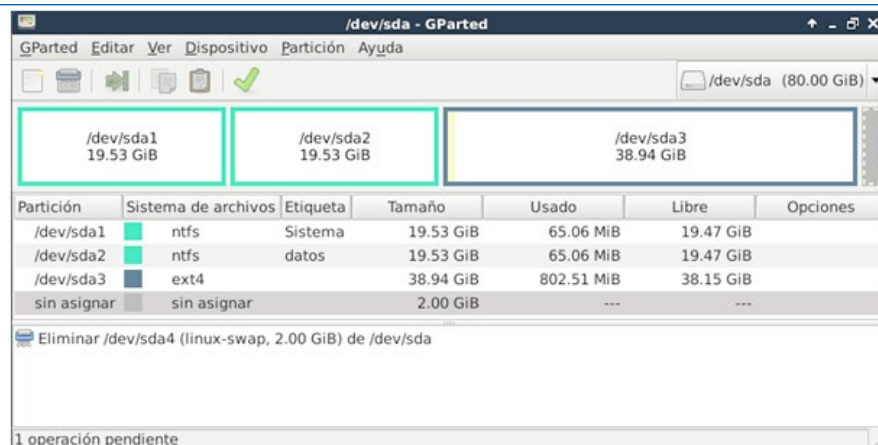 /dev/sda - GParted
GParted Editar Ver Dispositivo Partición Ayuda
/dev/sda (80.00 GiB)
/dev/sda1 /dev/sda2 /dev/sda3
19.53 GiB 19.53 GiB 38.94 GiB
Partición Sistema de archivos Etiqueta Tamaño Usado Libre Opciones
/dev/sda1 ntfs Sistema 19.53 GiB 65.06 MiB 19.47 GiB
/dev/sda2 ntfs datos 19.53 GiB 65.06 MiB 19.47 GiB
/dev/sda3 ext4 38.94 GiB 802.51 MiB 38.15 GiB
sin asignar sin asignar 2.00 GiB --- ---
Eliminar /dev/sda4 (linux-swap, 2.00 GiB) de /dev/sda
1 operación pendiente